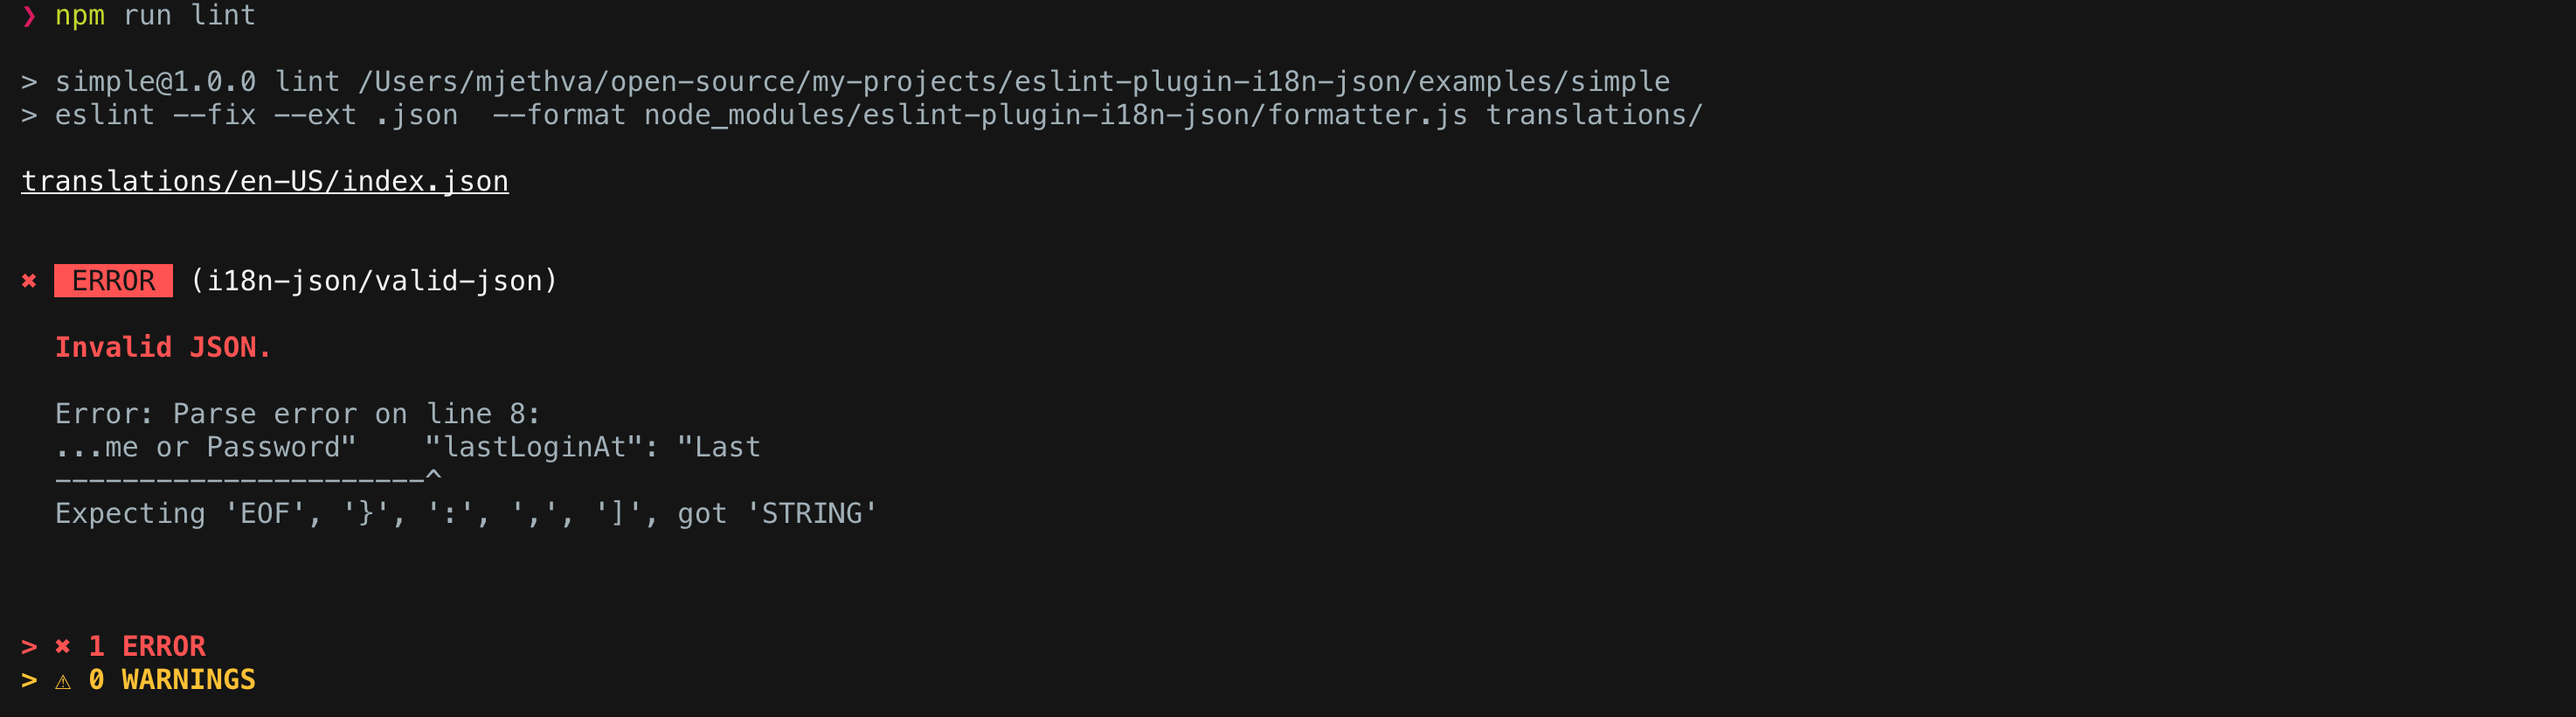 ❯ npm run lint
> simple@1.0.0 lint /Users/mjethva/open-source/my-projects/eslint-plugin-i18n-json/examples/simple
> eslint --fix --ext .json  --format node_modules/eslint-plugin-i18n-json/formatter.js translations/
translations/en-US/index.json
✖ ERROR (i18n-json/valid-json)
Invalid JSON.
Error: Parse error on line 8:
...me or Password"    "lastLoginAt": "Last
----------------------^
Expecting 'EOF', '}', ':', ',', ']', got 'STRING'
> ✖ 1 ERROR
> ⚠ 0 WARNINGS